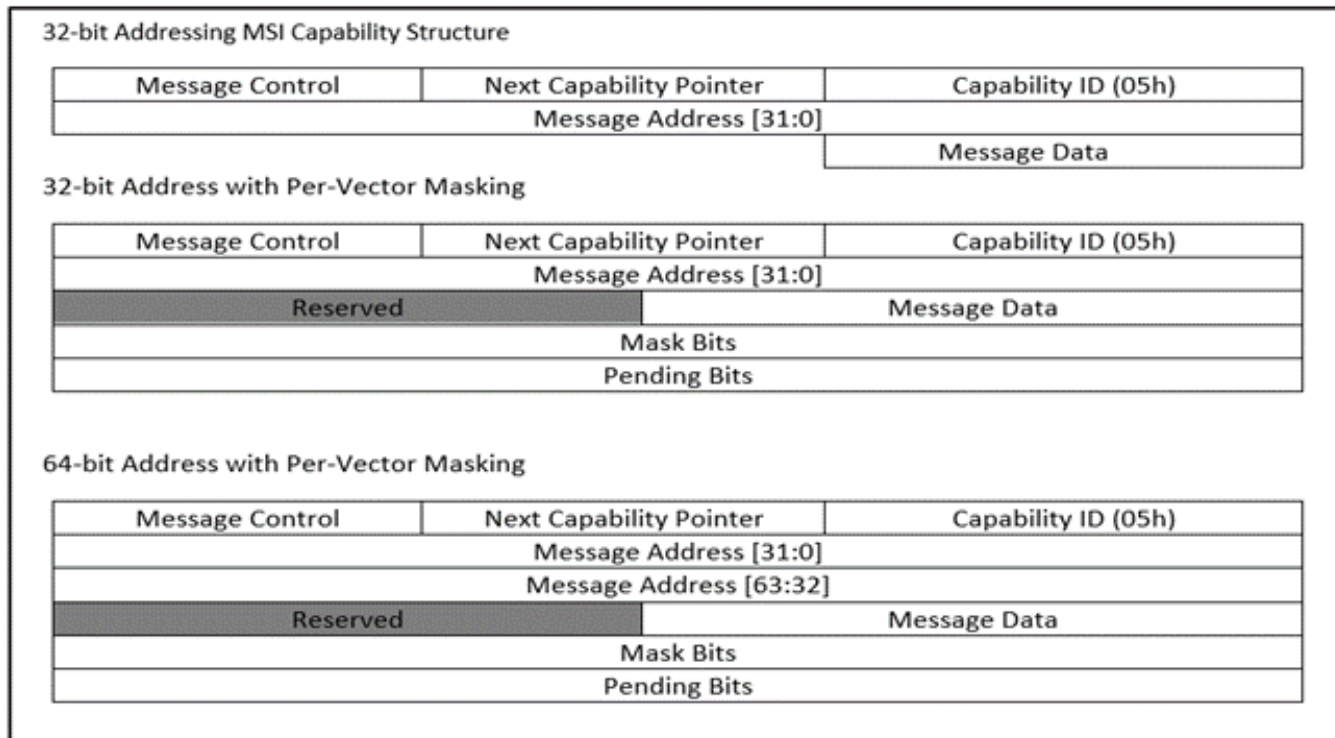 32-bit Addressing MSI Capability Structure
Message Control Next Capability Pointer Capability ID (05h)
Message Address [31:0]
Message Data
32-bit Address with Per-Vector Masking
Message Control Next Capability Pointer Capability ID (05h)
Message Address [31:0]
Reserved Message Data
Mask Bits
Pending Bits
64-bit Address with Per-Vector Masking
Message Control Next Capability Pointer Capability ID (05h)
Message Address [31:0]
Message Address [63:32]
Reserved Message Data
Mask Bits
Pending Bits